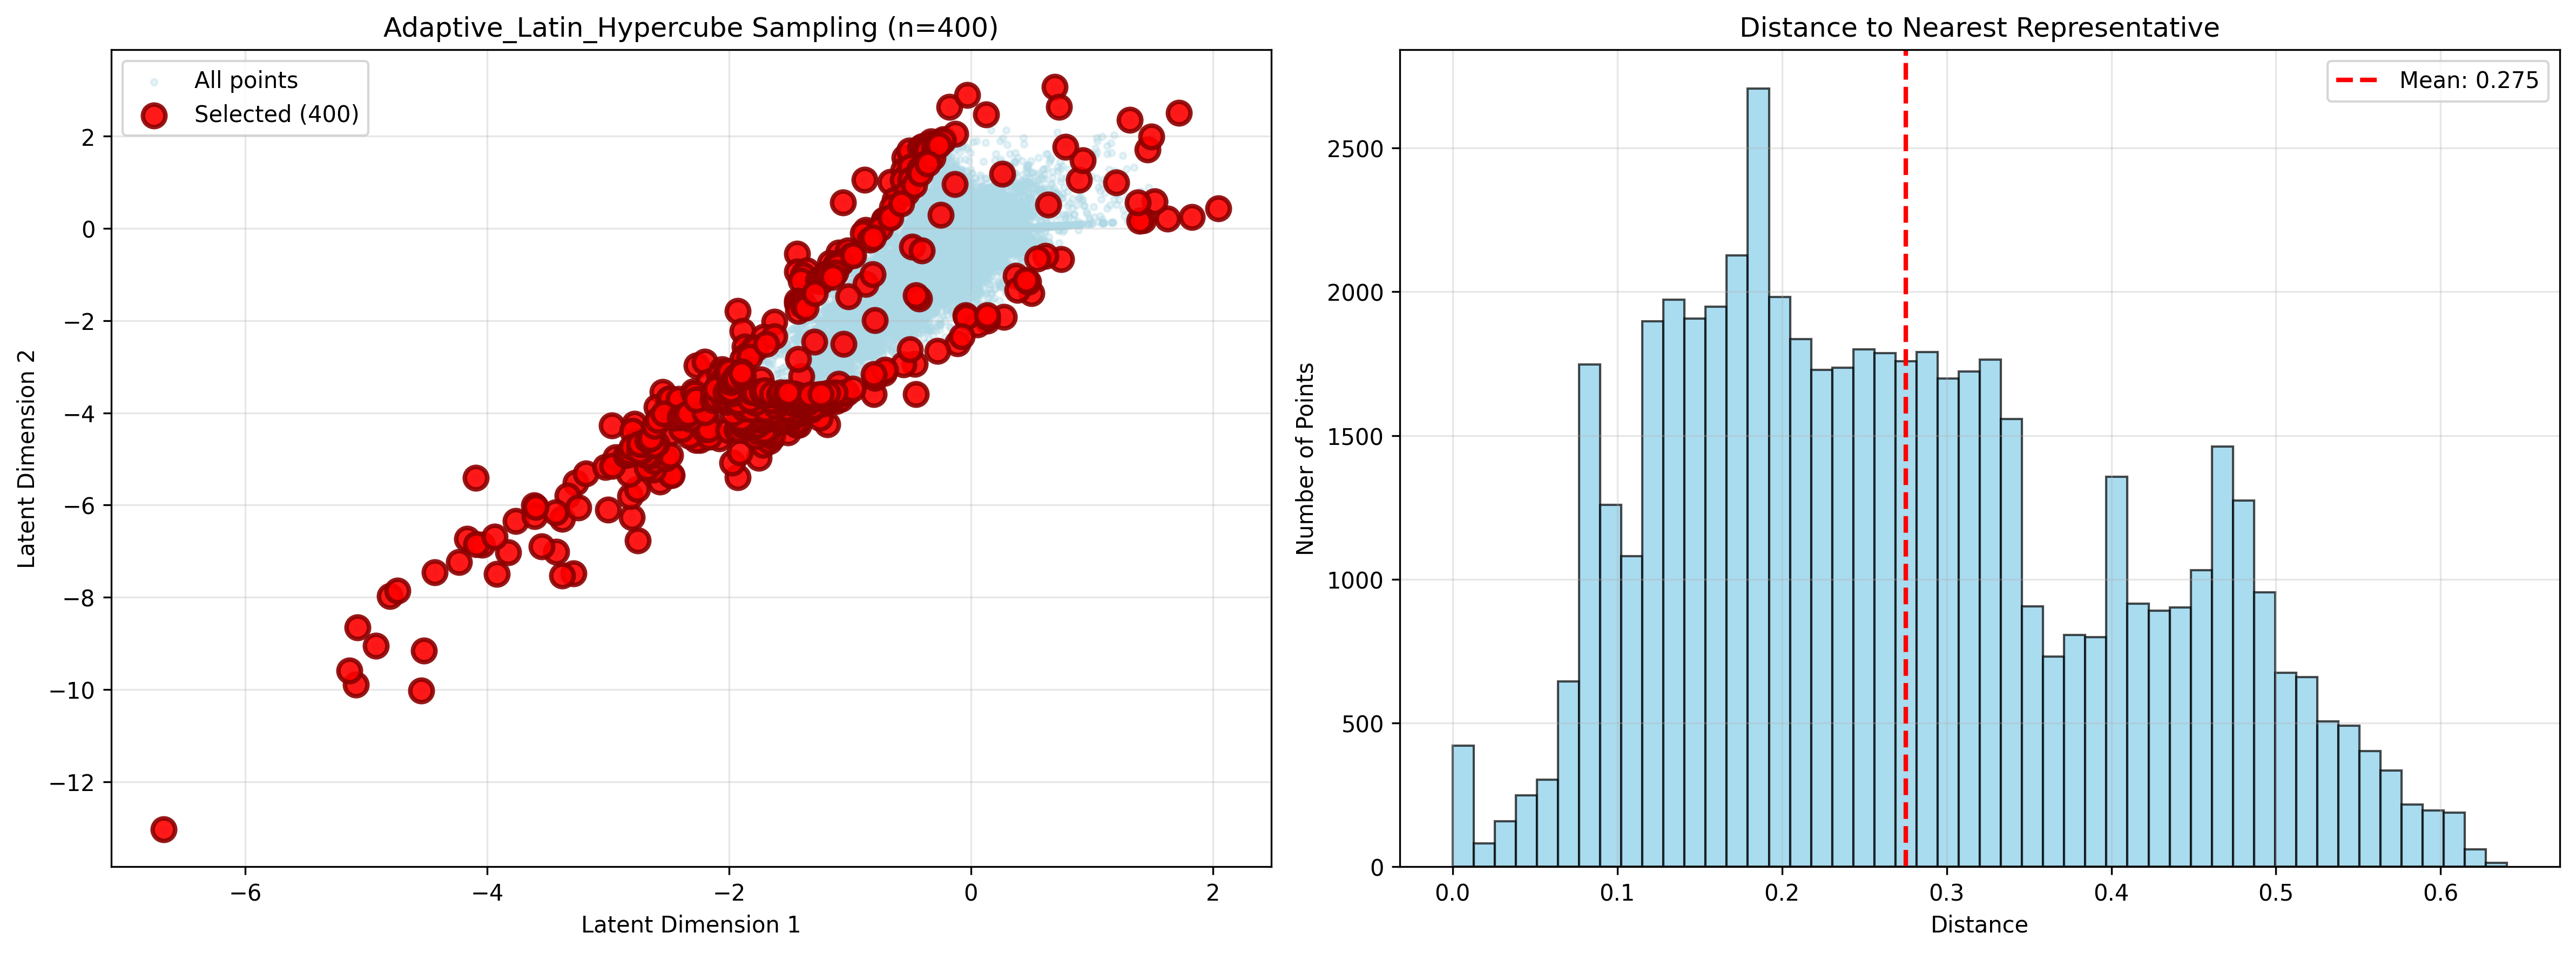 Adaptive_Latin_Hypercube Sampling (n=400)
All points
Selected (400)
2
0
−2
−4
−6
−8
−10
−12
Latent Dimension 2
−6
−4
−2
0
2
Latent Dimension 1
Distance to Nearest Representative
Mean: 0.275
2500
2000
1500
1000
500
0
Number of Points
0.0
0.1
0.2
0.3
0.4
0.5
0.6
Distance